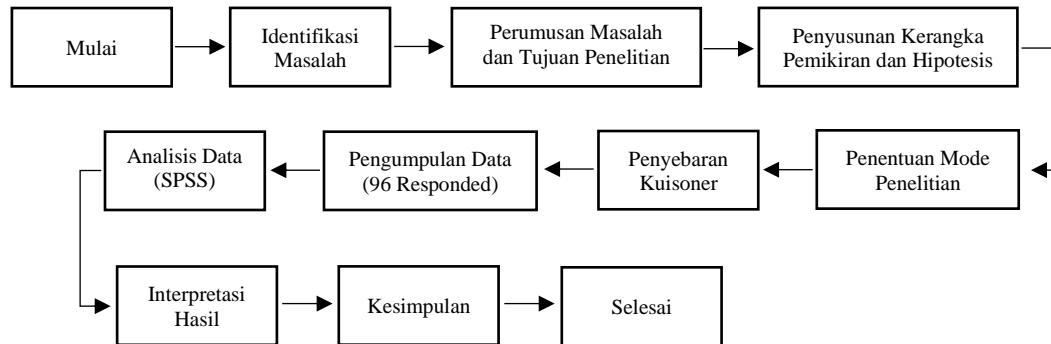 Mulai
Identifikasi
Masalah
Perumusan Masalah
dan Tujuan Penelitian
Penyusunan Kerangka
Pemikiran dan Hipotesis
Penentuan Mode
Penelitian
Penyebaran
Kuisoner
Pengumpulan Data
(96 Responded)
Analisis Data
(SPSS)
Interpretasi
Hasil
Kesimpulan
Selesai